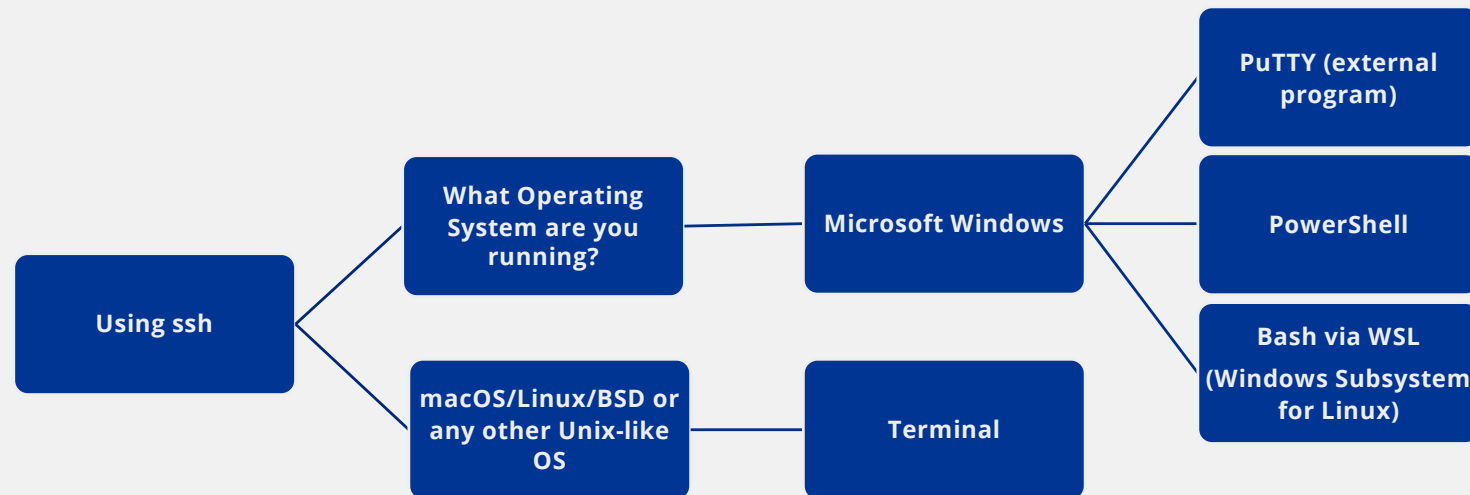 Using ssh
What Operating
System are you
running?
macOS/Linux/BSD or
any other Unix-like
OS
Microsoft Windows
Terminal
PuTTY (external
program)
PowerShell
Bash via WSL
(Windows Subsystem
for Linux)